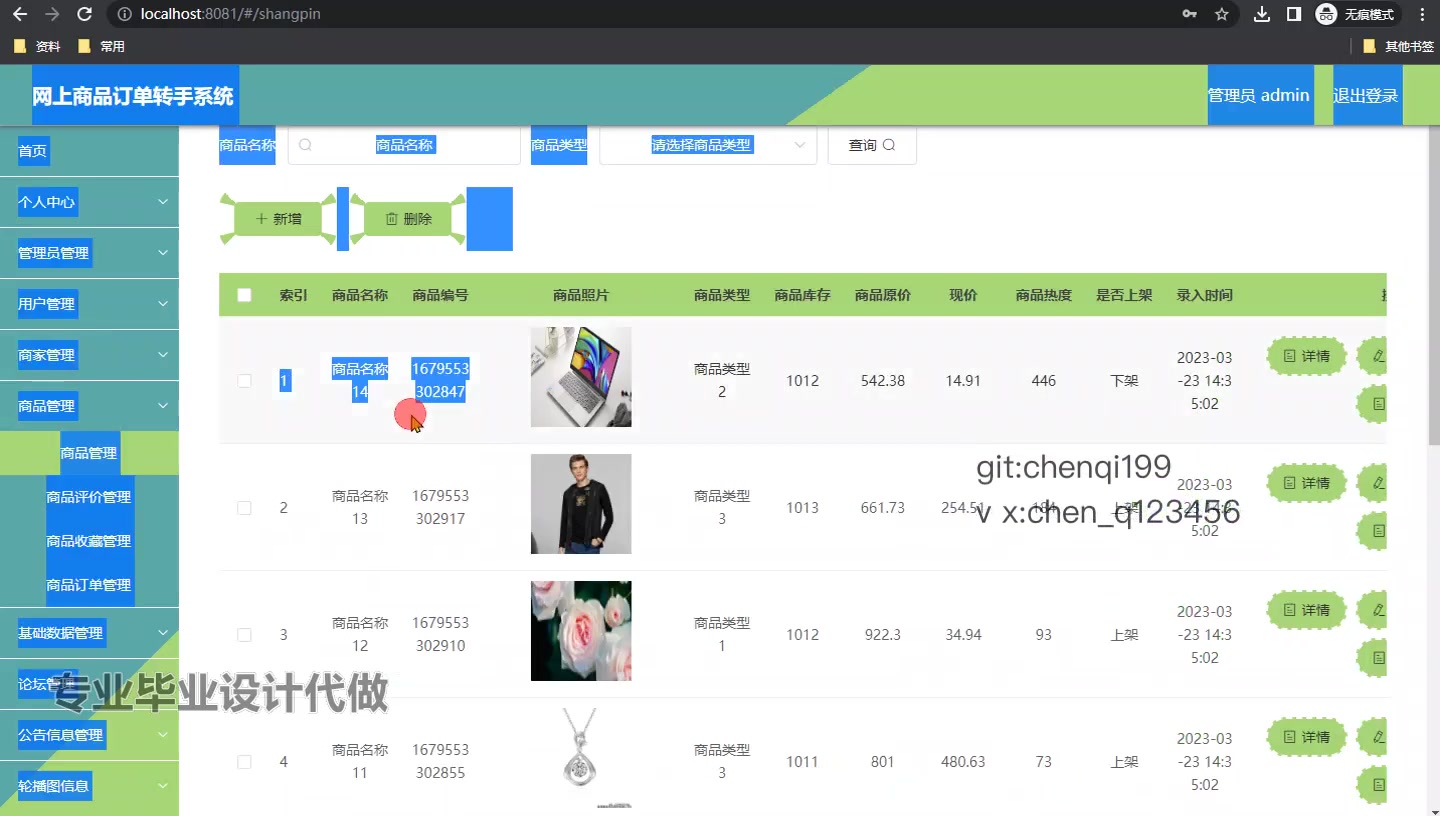 localhost:8081/#/shangpin
无痕模式
资料 常用 其他书签
网上商品订单转手系统 管理员 admin 退出登录
首页
个人中心
管理员管理
用户管理
商家管理
商品管理
商品管理
商品评价管理
商品收藏管理
商品订单管理
基础数据管理
论坛管理
公告信息管理
轮播图信息
商品名称 商品名称 商品类型 请选择商品类型 查询
新增 删除
索引 商品名称 商品编号 商品照片 商品类型 商品库存 商品原价 现价 商品热度 是否上架 录入时间
1 商品名称14 1679553302847 商品类型2 1012 542.38 14.91 446 下架 2023-03-23 14:35:02 详情
2 商品名称13 1679553302917 商品类型3 1013 661.73 254.51 184 上架 2023-03-23 14:35:02 详情
3 商品名称12 1679553302910 商品类型1 1012 922.3 34.94 93 上架 2023-03-23 14:35:02 详情
4 商品名称11 1679553302855 商品类型3 1011 801 480.63 73 上架 2023-03-23 14:35:02 详情
git:chenqi199
v x:chen_q123456
专业毕业设计代做